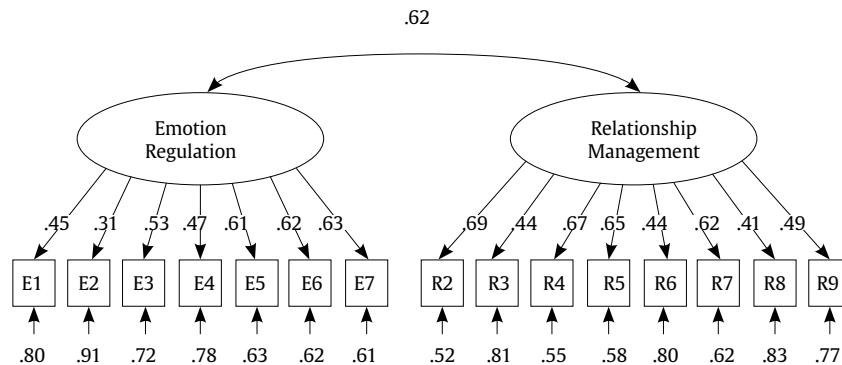 .62
Emotion
Regulation
Relationship
Management
.45 .31 .53 .47 .61 .62 .63 .69 .44 .67 .65 .44 .62 .41 .49
E1 E2 E3 E4 E5 E6 E7 R2 R3 R4 R5 R6 R7 R8 R9
.80 .91 .72 .78 .63 .62 .61 .52 .81 .55 .58 .80 .62 .83 .77